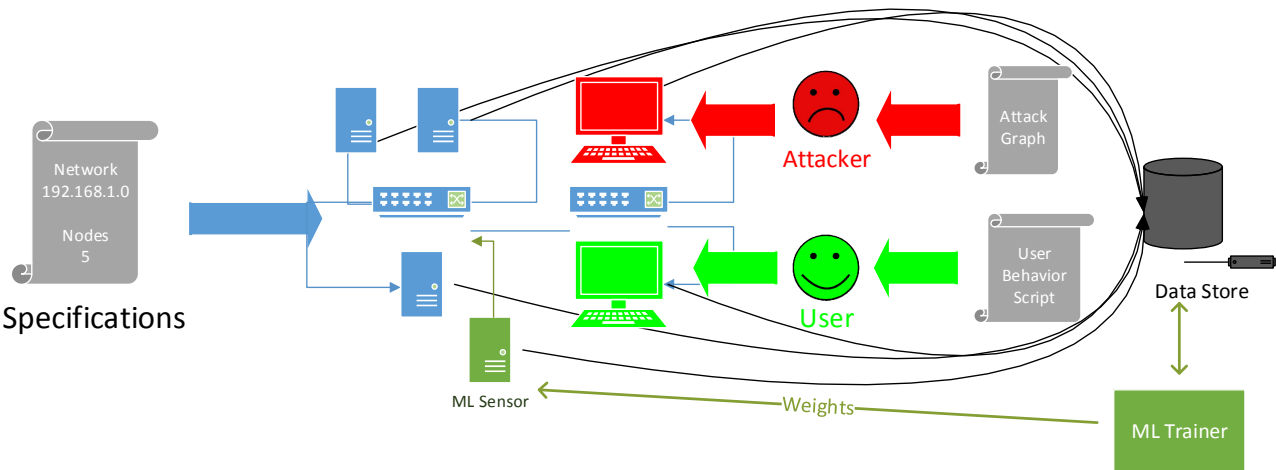 Network
192.168.1.0
Nodes
5
Specifications
Attacker
Attack
Graph
User
User
Behavior
Script
Data Store
ML Sensor
Weights
ML Trainer